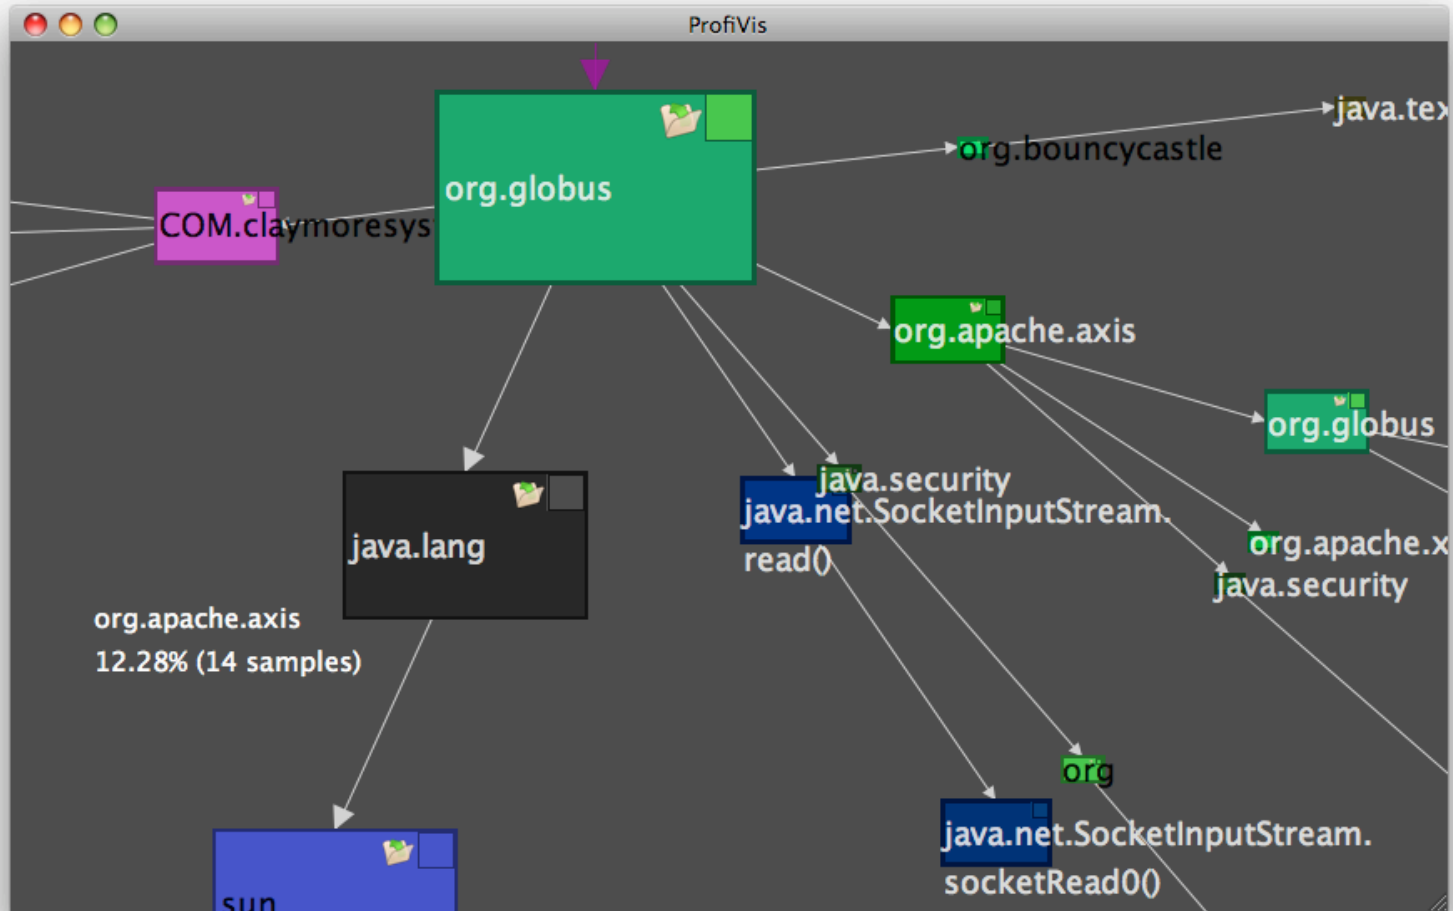 ProfiVis
java.tex
org.bouncycastle
org.globus
COM.claymoresys
org.apache.axis
org.globus
java.security
java.net.SocketInputStream.
read()
java.lang
org.apache.x
java.security
org.apache.axis
12.28% (14 samples)
org
java.net.SocketInputStream.
socketRead0()
sun